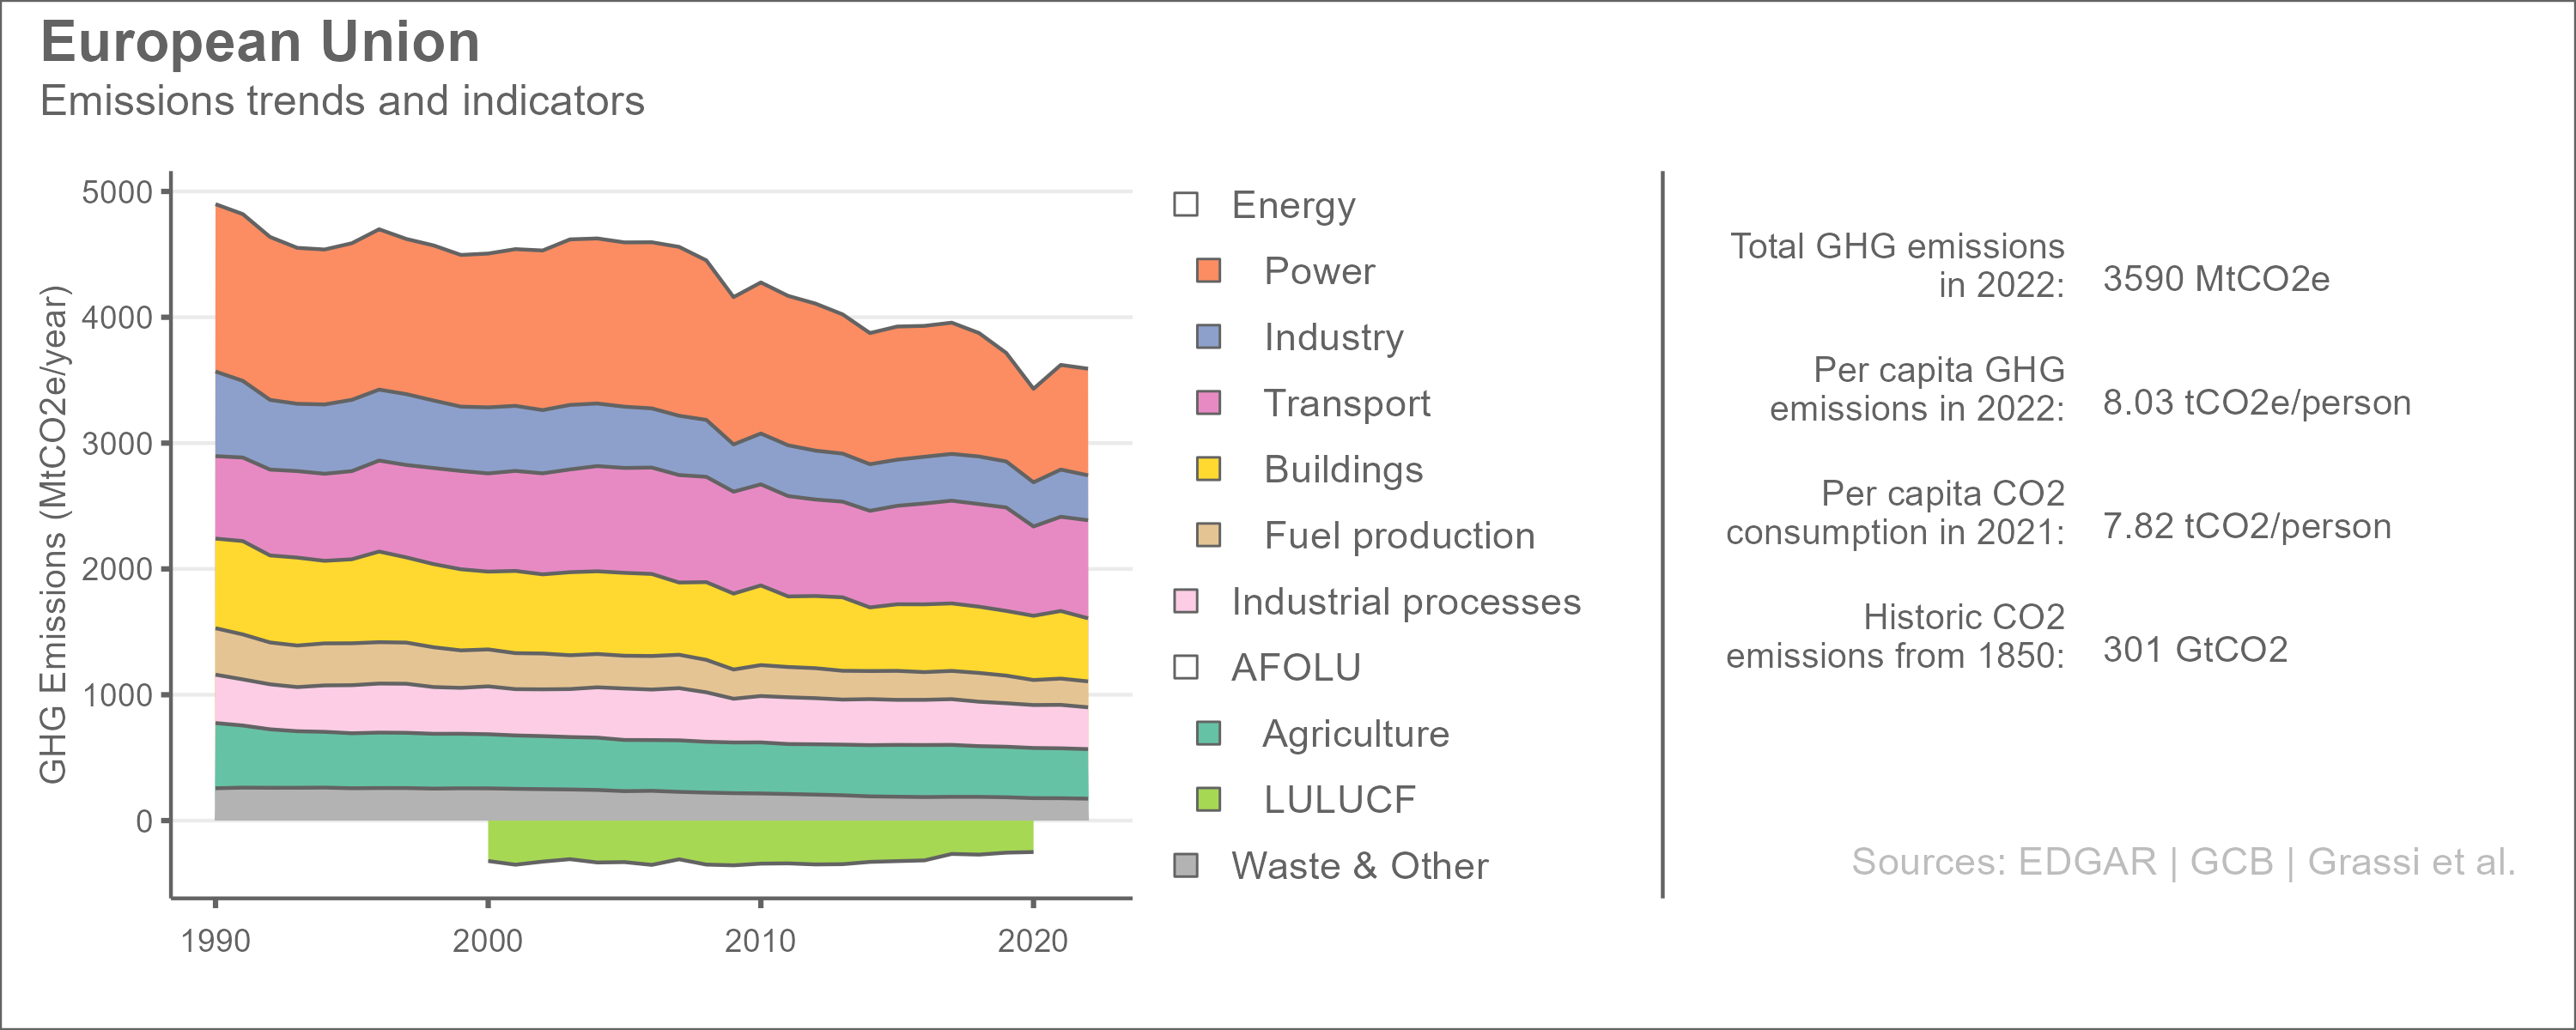 European Union
Emissions trends and indicators
GHG Emissions (MtCO2e/year)
5000
4000
3000
2000
1000
0
1990
2000
2010
2020
Energy
Power
Industry
Transport
Buildings
Fuel production
Industrial processes
AFOLU
Agriculture
LULUCF
Waste & Other
Total GHG emissions
in 2022:
3590 MtCO2e
Per capita GHG
emissions in 2022:
8.03 tCO2e/person
Per capita CO2
consumption in 2021:
7.82 tCO2/person
Historic CO2
emissions from 1850:
301 GtCO2
Sources: EDGAR | GCB | Grassi et al.